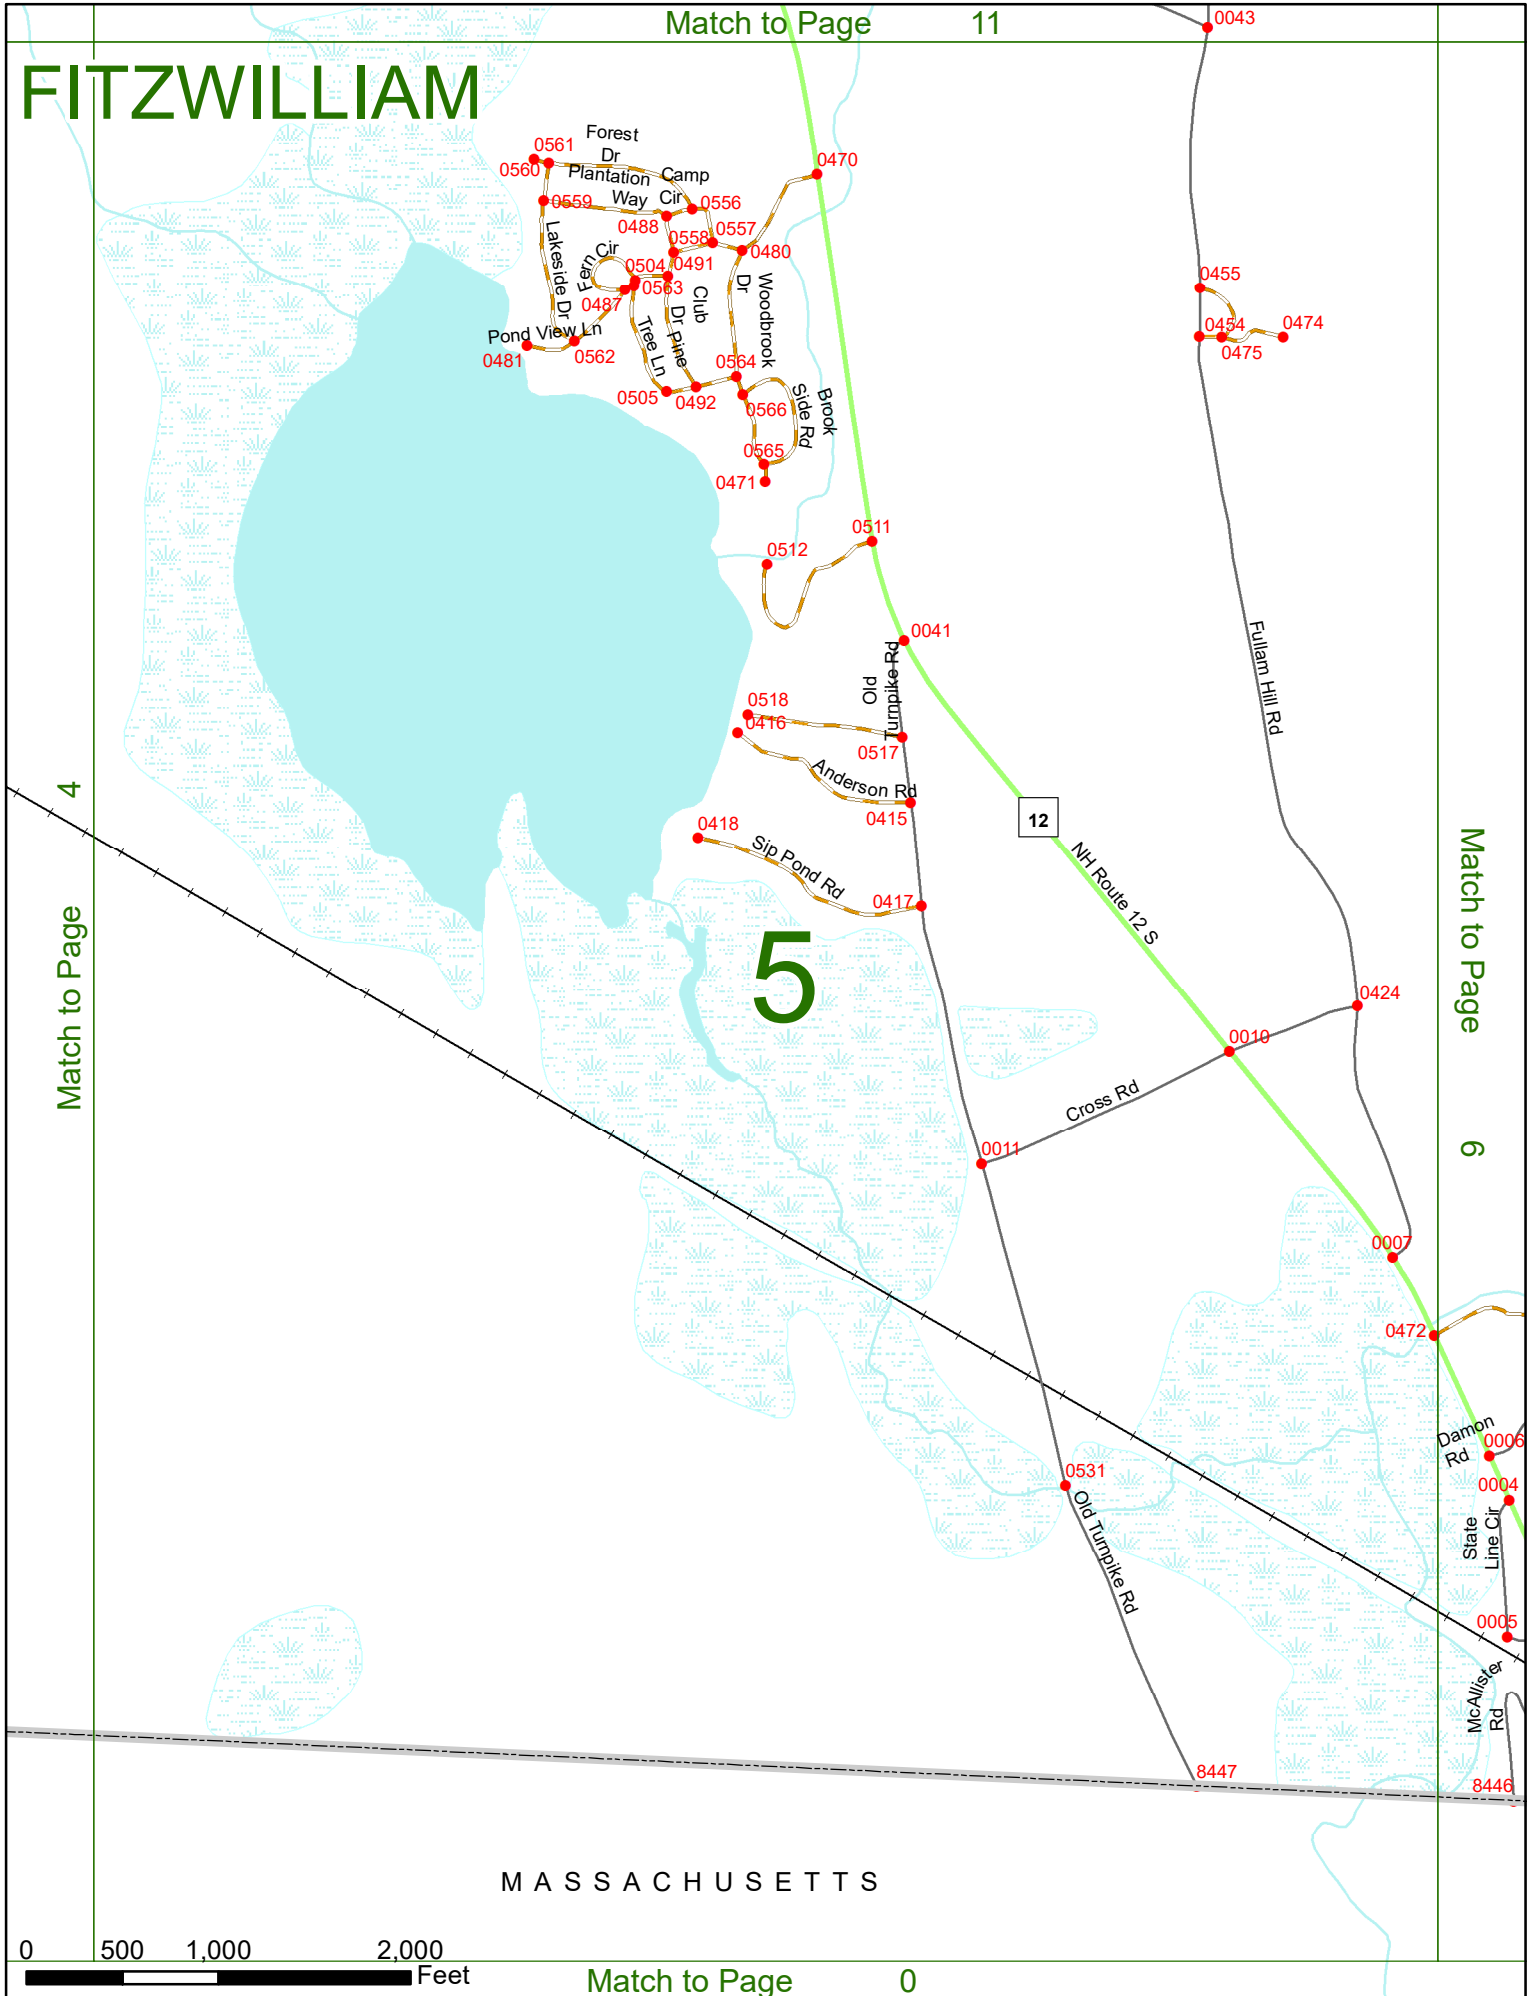 Match to Page 11
0043
FITZWILLIAM
Forest
Dr
0561
0560
Plantation
Way
Camp
Cir
0470
0559
0556
0488
0557
0558
0480
0491
Lakeside Dr
Fern Cir
0504
0563
0487
Club
Dr
Woodbrook
Dr
0455
Pond View Ln
0481
0562
Tree Ln
Pine
0454
0474
0475
0564
0505
0492
0566
Brook
Side Rd
0565
0471
0511
0512
0041
Old
Turnpike Rd
Fullam Hill Rd
0518
0416
0517
Anderson Rd
0415
4
Match to Page
12
0418
Sip Pond Rd
0417
NH Route 12 S
Match to Page
6
5
0424
0010
Cross Rd
0011
0007
0472
Damon
Rd
0006
0004
0531
Old Turnpike Rd
State
Line Cir
0005
McAllister
Rd
8447
8446
MASSACHUSETTS
0 500 1,000 2,000
Feet
Match to Page 0